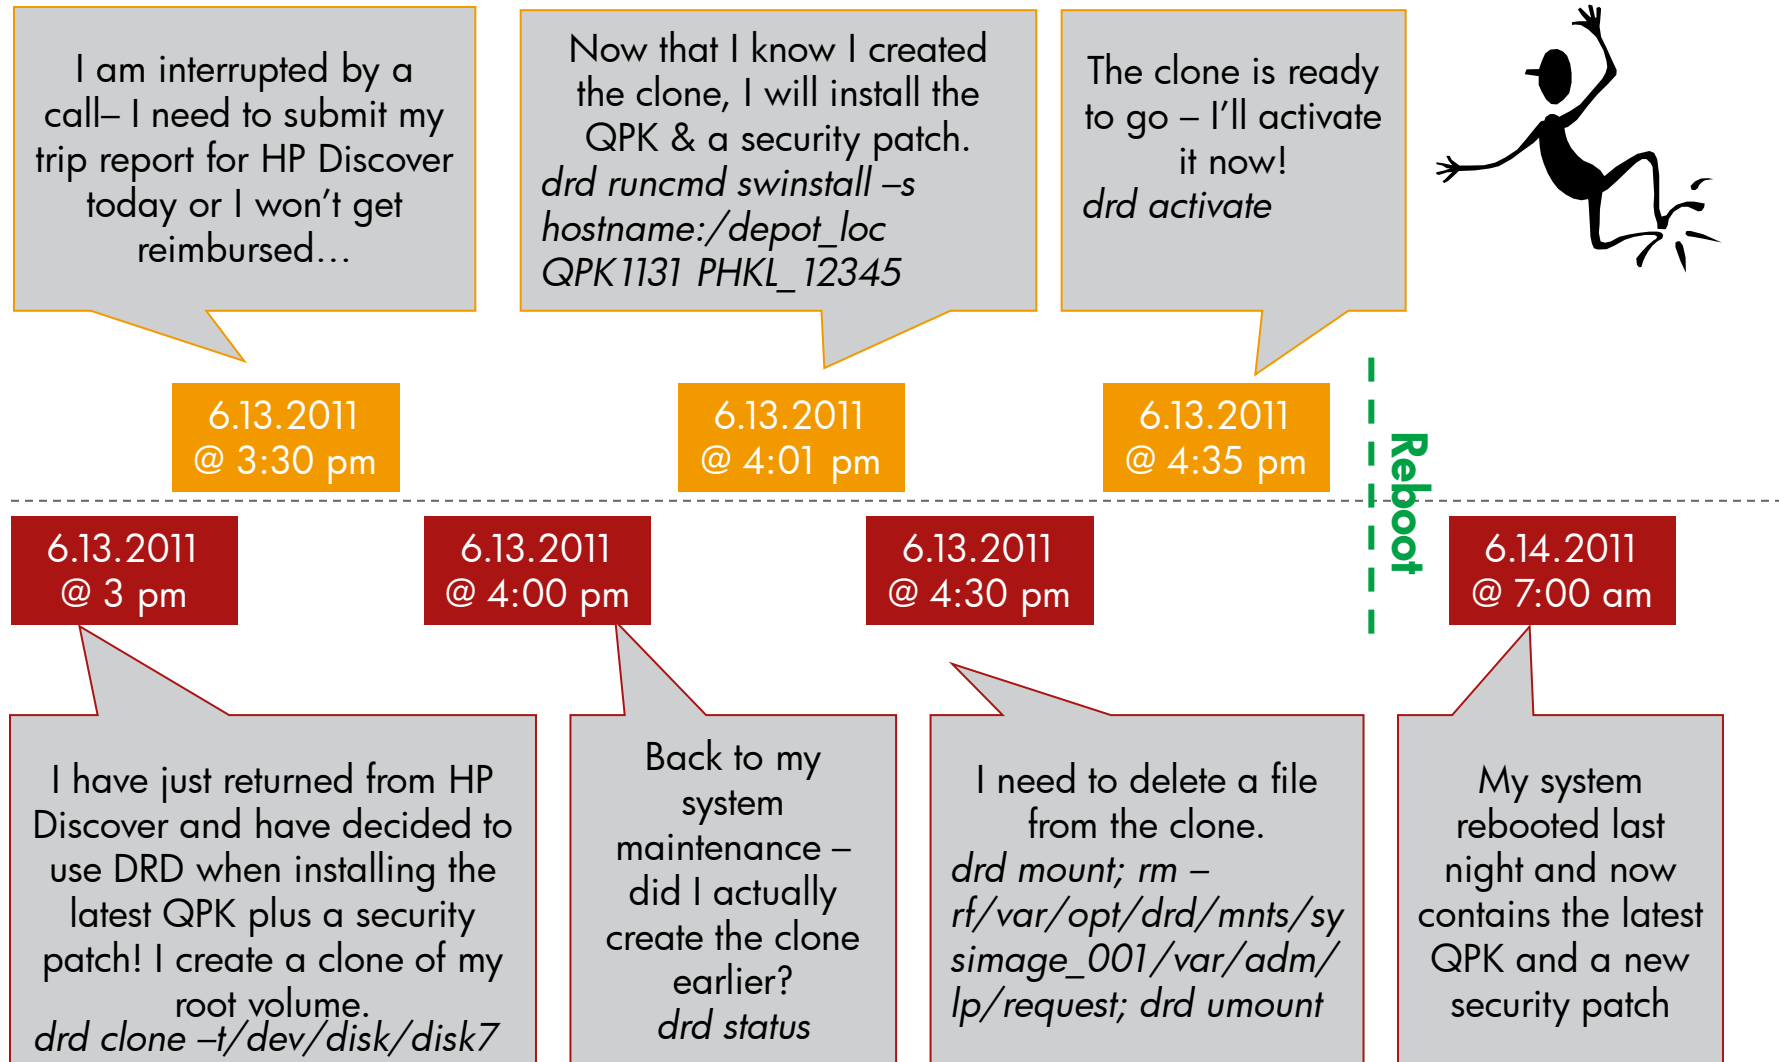 I am interrupted by a
call– I need to submit my
trip report for HP Discover
today or I won’t get
reimbursed…
Now that I know I created
the clone, I will install the
QPK & a security patch.
drd runcmd swinstall –s
hostname:/depot_loc
QPK1131 PHKL_12345
The clone is ready
to go – I’ll activate
it now!
drd activate
6.13.2011
@ 3:30 pm
6.13.2011
@ 4:01 pm
6.13.2011
@ 4:35 pm
Reboot
6.13.2011
@ 3 pm
6.13.2011
@ 4:00 pm
6.13.2011
@ 4:30 pm
6.14.2011
@ 7:00 am
I have just returned from HP
Discover and have decided to
use DRD when installing the
latest QPK plus a security
patch! I create a clone of my
root volume.
drd clone –t/dev/disk/disk7
Back to my
system
maintenance –
did I actually
create the clone
earlier?
drd status
I need to delete a file
from the clone.
drd mount; rm –
rf/var/opt/drd/mnts/sy
simage_001/var/adm/
lp/request; drd umount
My system
rebooted last
night and now
contains the latest
QPK and a new
security patch